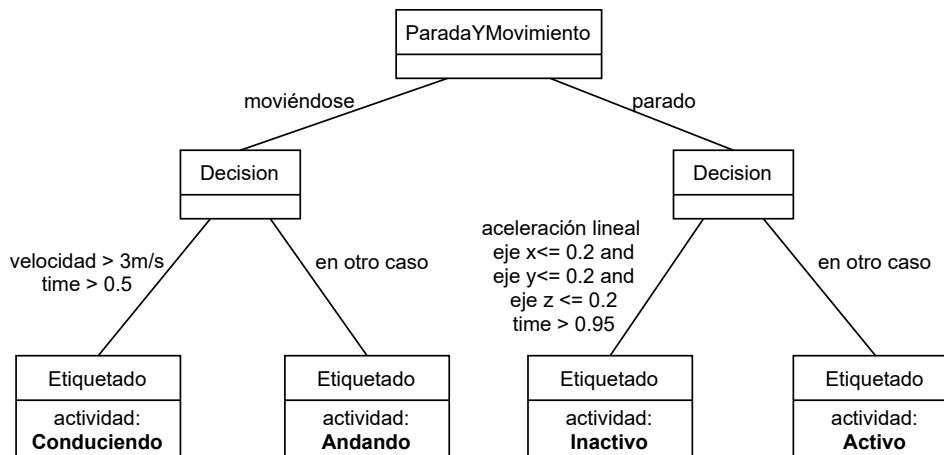 ParadaYMovimiento
moviéndose
parado
Decision
Decision
velocidad > 3m/s
time > 0.5
en otro caso
aceleración lineal
eje x<= 0.2 and
eje y<= 0.2 and
eje z <= 0.2
time > 0.95
en otro caso
Etiquetado
actividad:
Conduciendo
Etiquetado
actividad:
Andando
Etiquetado
actividad:
Inactivo
Etiquetado
actividad:
Activo